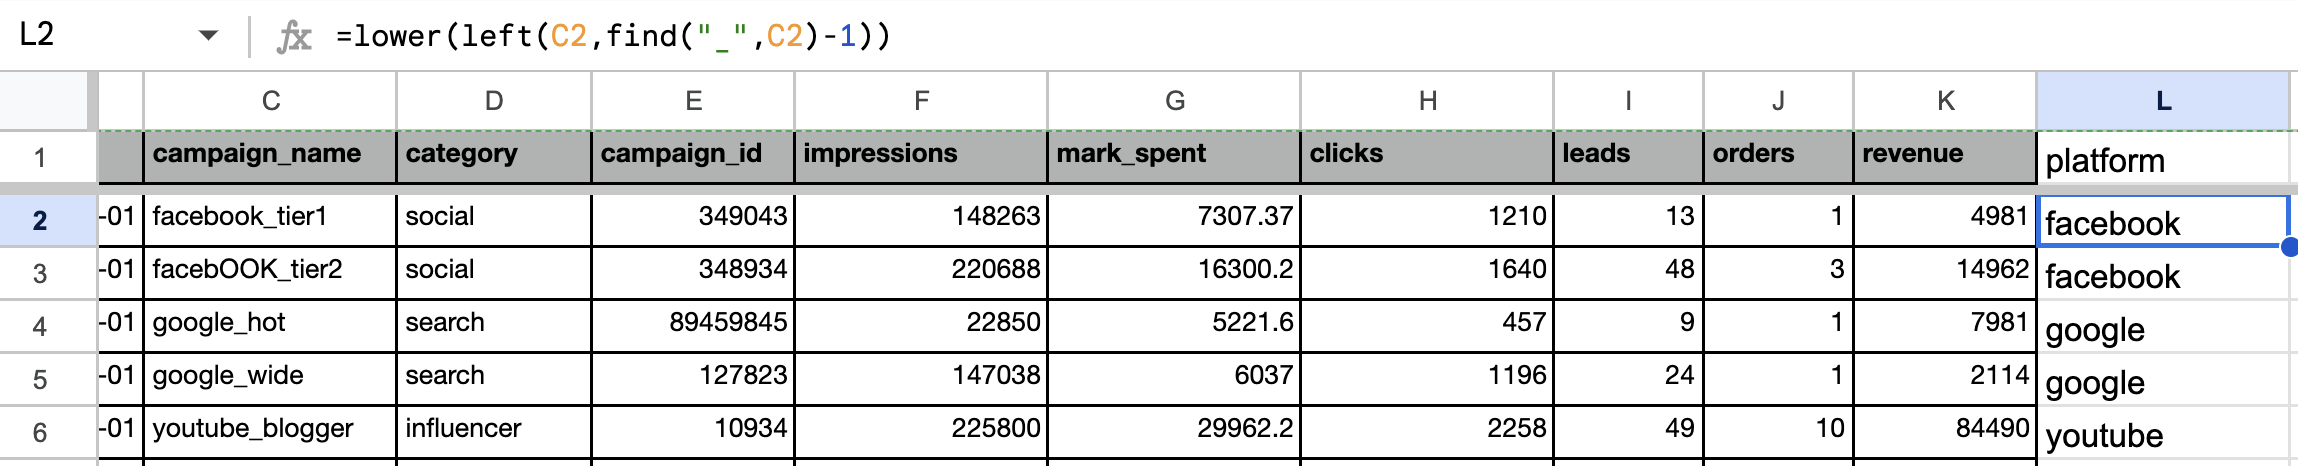 L2 fx =lower(left(C2,find("_",C2)-1))
C D E F G H I J K L
1 campaign_name category campaign_id impressions mark_spent clicks leads orders revenue platform
2 -01 facebook_tier1 social 349043 148263 7307.37 1210 13 1 4981 facebook
3 -01 facebOOK_tier2 social 348934 220688 16300.2 1640 48 3 14962 facebook
4 -01 google_hot search 89459845 22850 5221.6 457 9 1 7981 google
5 -01 google_wide search 127823 147038 6037 1196 24 1 2114 google
6 -01 youtube_blogger influencer 10934 225800 29962.2 2258 49 10 84490 youtube